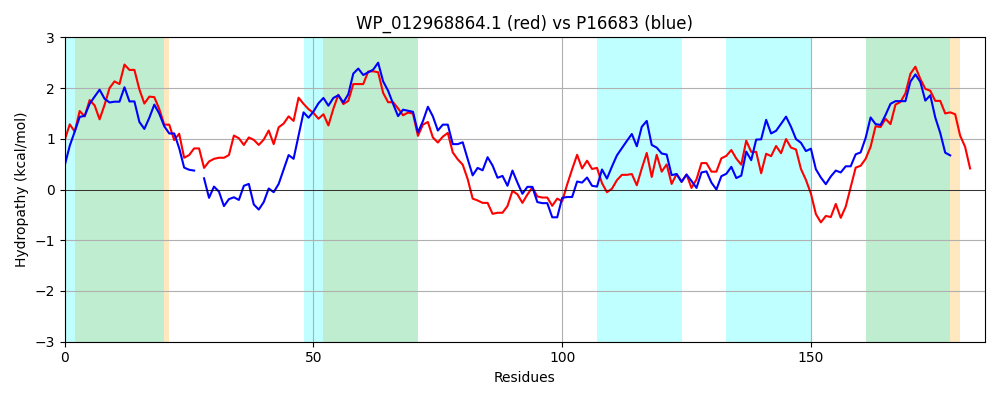 WP_012968864.1 (red) vs P16683 (blue)
Hydropathy (kcal/mol)
3
2
1
0
−1
−2
−3
0 50 100 150
Residues